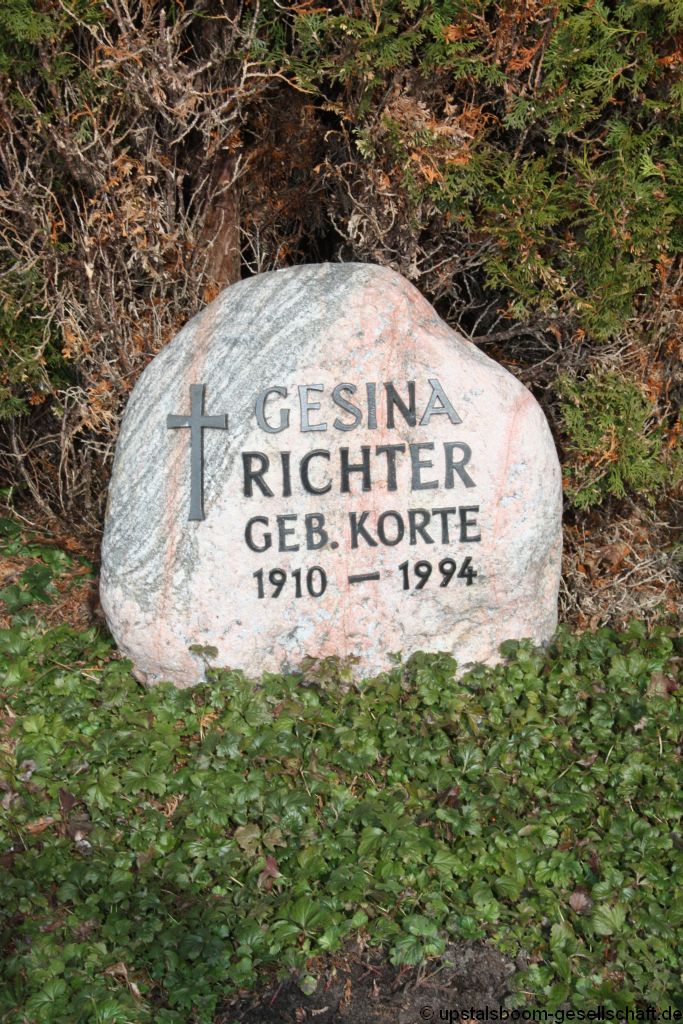 GESINA
RICHTER
GEB. KORTE
1910 – 1994
© upstalsboom-gesellschaft.de